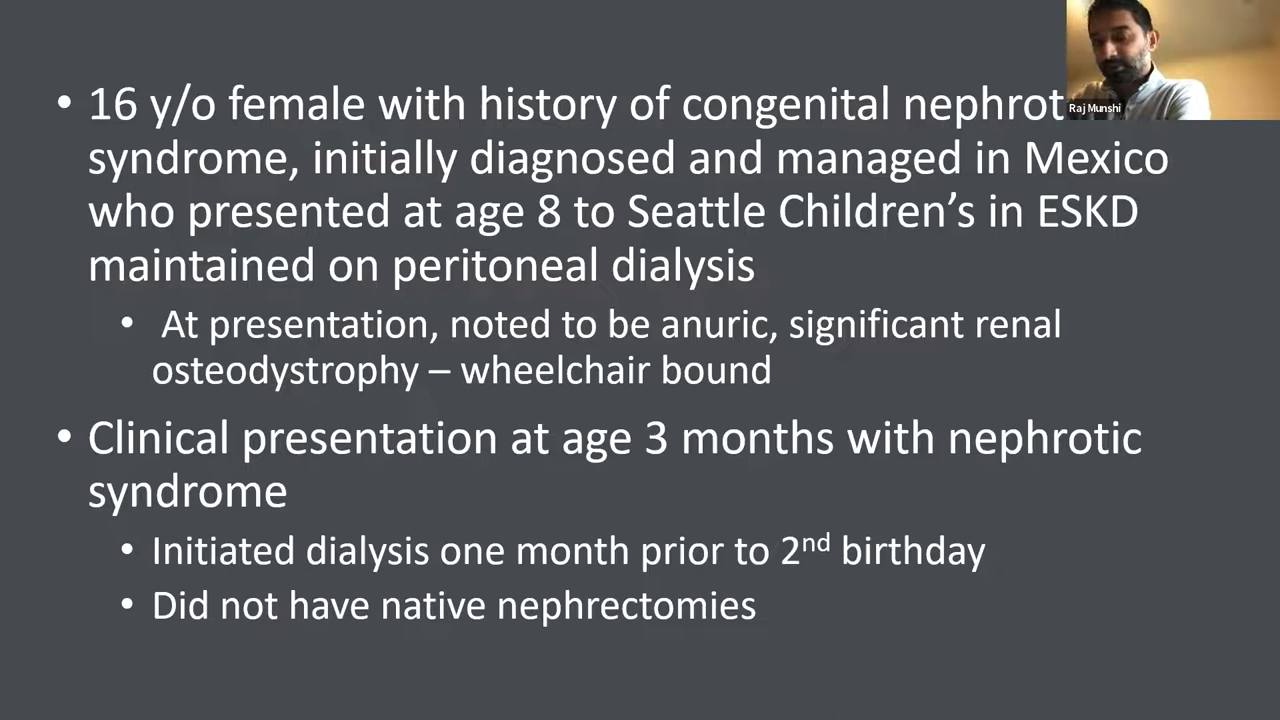 • 16 y/o female with history of congenital nephrot
Raj Munshi
syndrome, initially diagnosed and managed in Mexico
who presented at age 8 to Seattle Children’s in ESKD
maintained on peritoneal dialysis
• At presentation, noted to be anuric, significant renal
osteodystrophy – wheelchair bound
• Clinical presentation at age 3 months with nephrotic
syndrome
• Initiated dialysis one month prior to 2nd birthday
• Did not have native nephrectomies